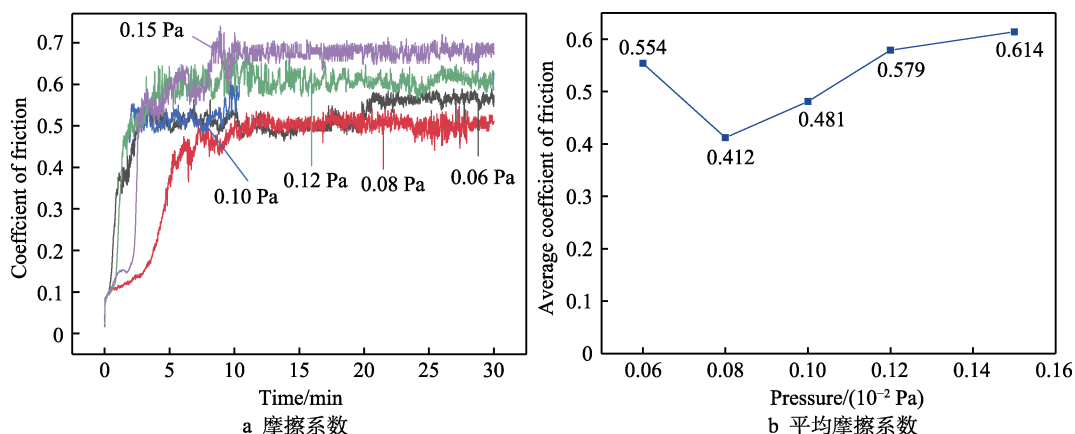 0.7
0.6
0.5
0.4
0.3
0.2
0.1
0
Coeffcient of friction
0.15 Pa
0.10 Pa
0.12 Pa
0.08 Pa
0.06 Pa
0 5 10 15 20 25 30
Time/min
a 摩擦系数
0.6
0.5
0.4
0.3
0.2
0.1
0
Average coeffcient of friction
0.554
0.412
0.481
0.579
0.614
0.06 0.08 0.10 0.12 0.14 0.16
Pressure/(10⁻² Pa)
b 平均摩擦系数